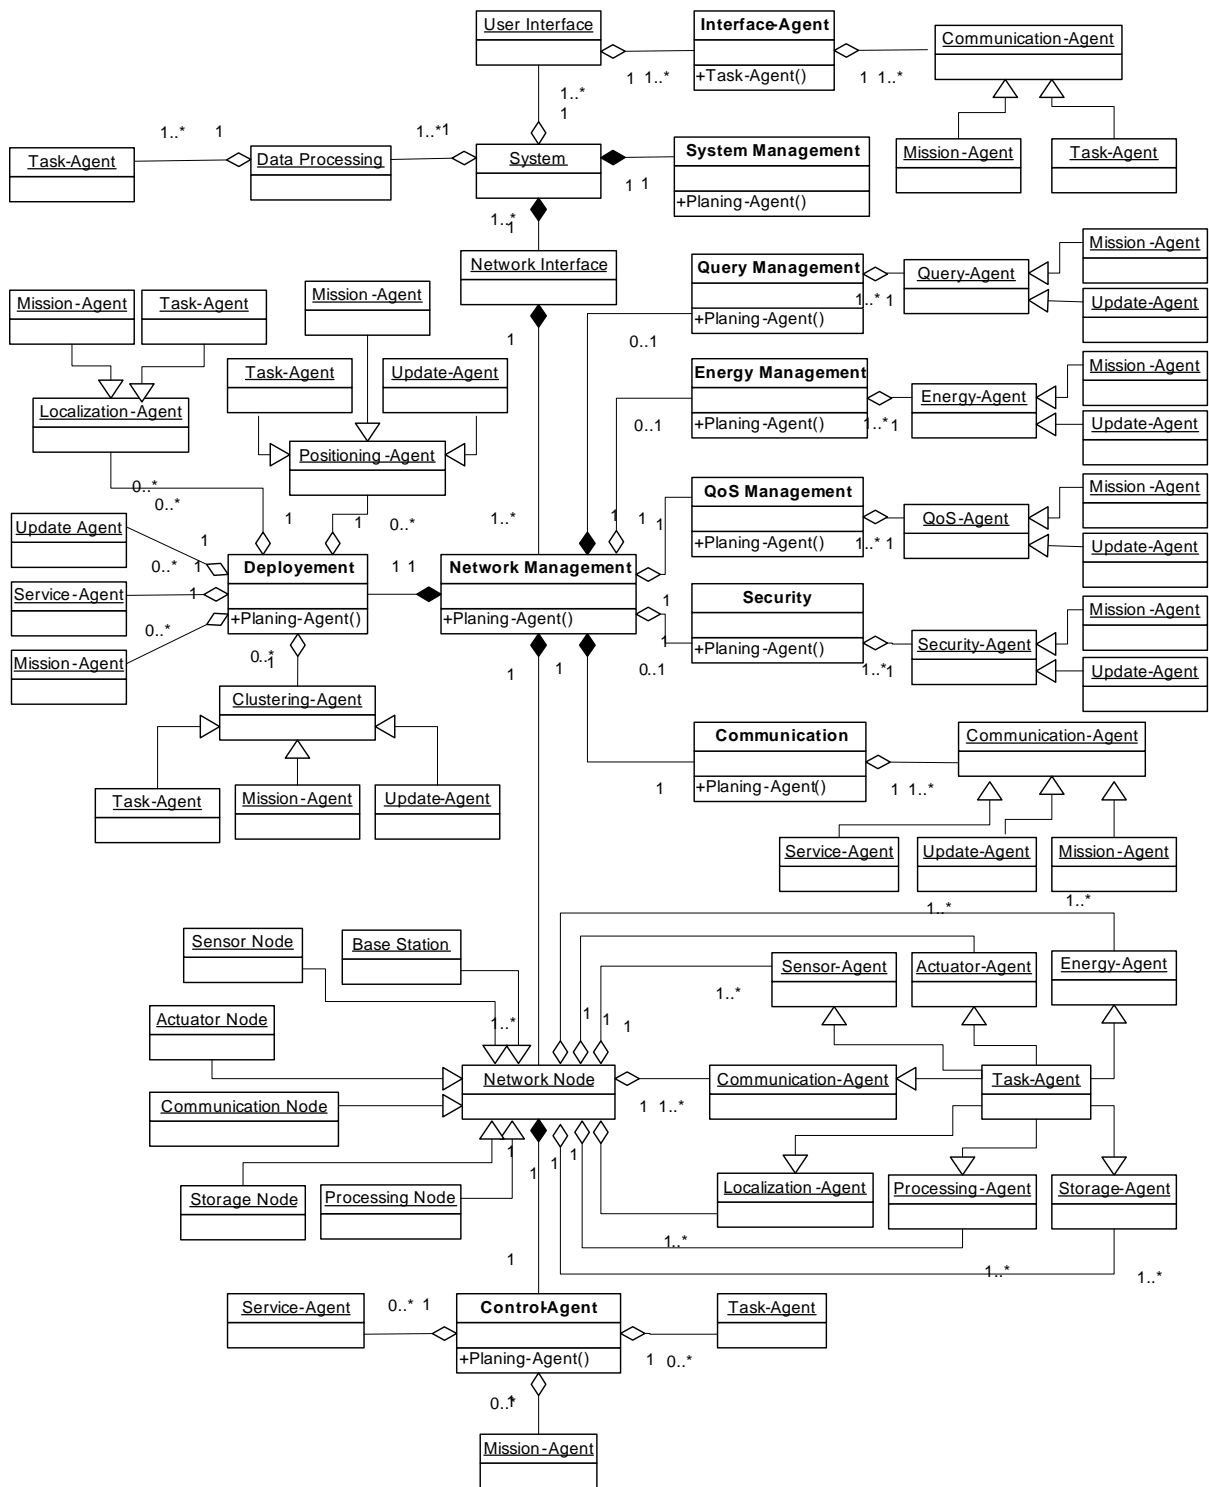 User Interface
Interface-Agent
+Task-Agent()
Communication-Agent
1 1..*
1 1..*
1..*
1
Mission-Agent
Task-Agent
1..* 1
1..*1
Task-Agent
Data Processing
System
System Management
+Planing-Agent()
1 1
1..*
1
Network Interface
1
Query Management
+Planing-Agent()
Query-Agent
Mission-Agent
Update-Agent
1..* 1
0..1
Mission-Agent
Task-Agent
Mission-Agent
Task-Agent
Update-Agent
Localization-Agent
Positioning-Agent
Energy Management
+Planing-Agent()
Energy-Agent
Mission-Agent
Update-Agent
1..*1
0..1
0..*
0..*
1
1
0..*
1..*
1
1
1
QoS Management
+Planing-Agent()
QoS-Agent
Mission-Agent
Update-Agent
1..* 1
Update Agent
Service-Agent
Mission-Agent
1
0..*
1
1
0..*
Deployement
+Planing-Agent()
1 1
Network Management
+Planing-Agent()
1
1
0..1
Security
+Planing-Agent()
Security-Agent
Mission-Agent
Update-Agent
1..*1
0..*
1
1
1
1
Clustering-Agent
Task-Agent
Mission-Agent
Update-Agent
Communication
+Planing-Agent()
1
1 1..*
Communication-Agent
Service-Agent
Update-Agent
Mission-Agent
1..*
1..*
Sensor Node
Base Station
Actuator Node
Communication Node
Storage Node
Processing Node
1..*
Network Node
1
1
1
1..*
Sensor-Agent
Actuator-Agent
Energy-Agent
Communication-Agent
Task-Agent
1 1..*
Localization-Agent
Processing-Agent
Storage-Agent
1
1
1
1
1..*
1..*
1..*
1
Service-Agent
0..* 1
Control-Agent
+Planing-Agent()
Task-Agent
1 0..*
0..*
1
Mission-Agent